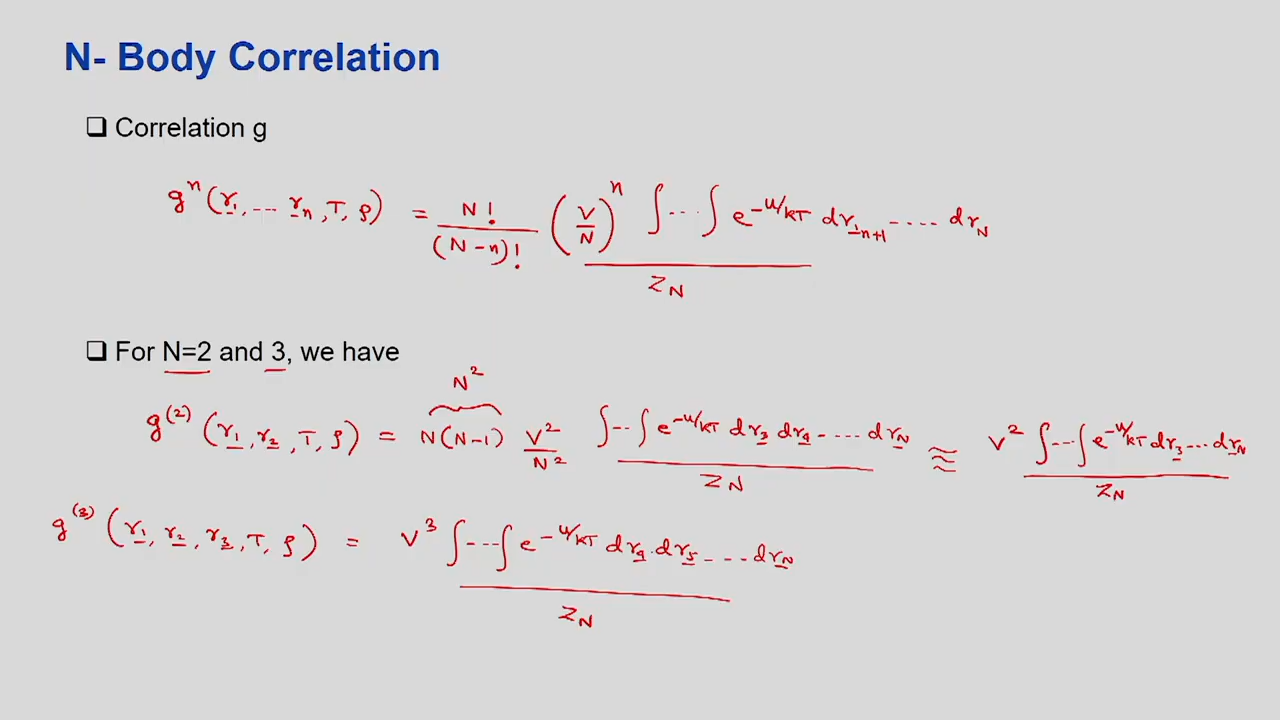 N- Body Correlation
❑ Correlation g
gⁿ (r₁, ... rₙ, T, ρ) = N! / (N-n)! (V/N)ⁿ ∫...∫ e^(-u/kT) dr₁ₙ₊₁ ..... dr_N / Z_N
❑ For N=2 and 3, we have
N²
g⁽²⁾ (r₁, r₂, T, ρ) = N(N-1) V²/N² ∫...∫ e^(-u/kT) dr₃ dr₄ ..... dr_N / Z_N ≈ V² ∫...∫ e^(-u/kT) dr₃ ... dr_N / Z_N
g⁽³⁾ (r₁, r₂, r₃, T, ρ) = V³ ∫...∫ e^(-u/kT) dr₄ . dr₅ .... dr_N / Z_N